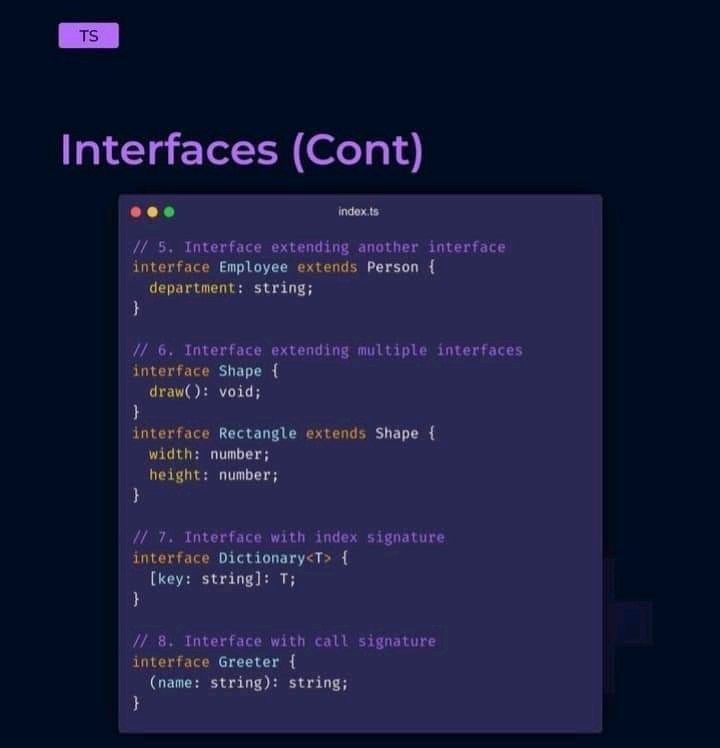 TS
Interfaces (Cont)
index.ts
// 5. Interface extending another interface
interface Employee extends Person {
  department: string;
}
// 6. Interface extending multiple interfaces
interface Shape {
  draw(): void;
}
interface Rectangle extends Shape {
  width: number;
  height: number;
}
// 7. Interface with index signature
interface Dictionary<T> {
  [key: string]: T;
}
// 8. Interface with call signature
interface Greeter {
  (name: string): string;
}